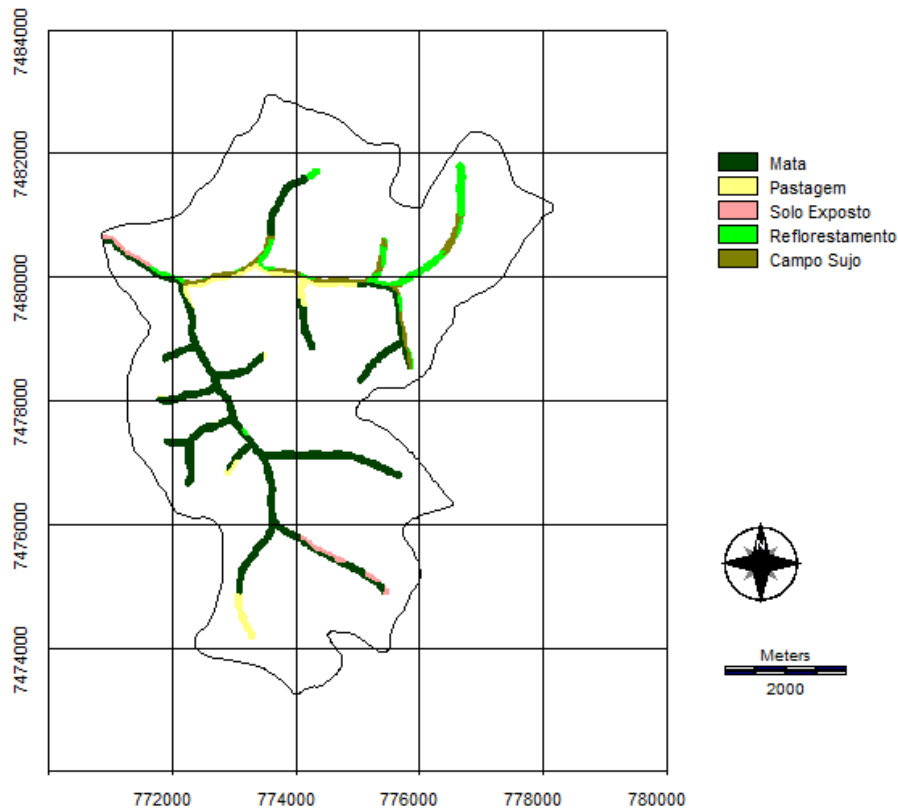 7484000
7482000
7480000
7478000
7476000
7474000
772000
774000
776000
778000
780000
Mata
Pastagem
Solo Exposto
Reflorestamento
Campo Sujo
N
Meters
2000